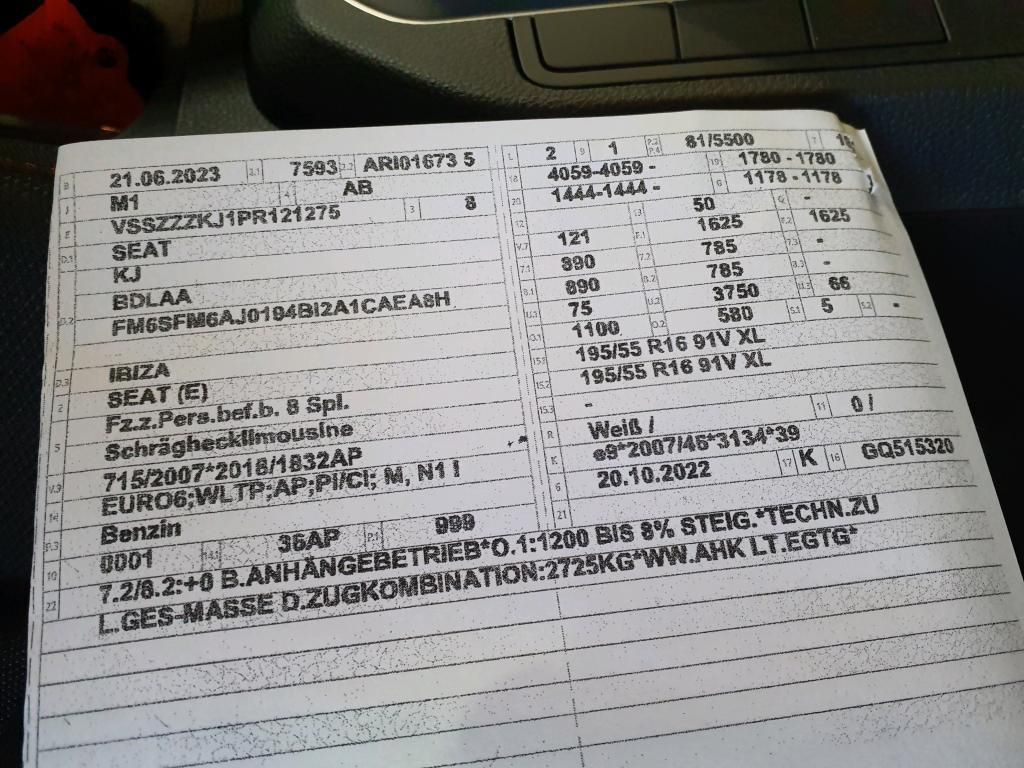 B 21.06.2023 2.1 7593 2.2 ARI01673 5
J M1 4 AB
E VSSZZZKJ1PR121275 3 8
D.1 SEAT
KJ
D.2 BDLAA
FM6SFM6AJ0194BI2A1CAEA8H
D.3 IBIZA
2 SEAT (E)
5 Fz.z.Pers.bef.b. 8 Spl.
Schräghecklimousine
V.9 715/2007*2018/1832AP
14 EURO6;WLTP;AP;PI/CI; M, N1 I
P.3 Benzin
10 0001 14.1 36AP P.1 999
22 7.2/8.2:+0 B.ANHÄNGEBETRIEB*O.1:1200 BIS 8% STEIG.*TECHN.ZU
L.GES-MASSE D.ZUGKOMBINATION:2725KG*WW.AHK LT.EGTG*
L 2 9 1 P.2 P.4 81/5500 T
18 4059-4059 - 19 1780 - 1780
20 1444-1444 - G 1178 - 1178
12 - 13 50 Q -
V.7 121 F.1 1625 F.2 1625
7.1 890 7.2 785 7.3 -
8.1 890 8.2 785 8.3 -
U.1 75 U.2 3750 U.3 66
O.1 1100 O.2 580 S.1 5 S.2 -
15.1 195/55 R16 91V XL
15.2 195/55 R16 91V XL
15.3 -
R Weiß / 11 0 /
K e9*2007/46*3134*39
6 20.10.2022 17 K 16 GQ515320
21